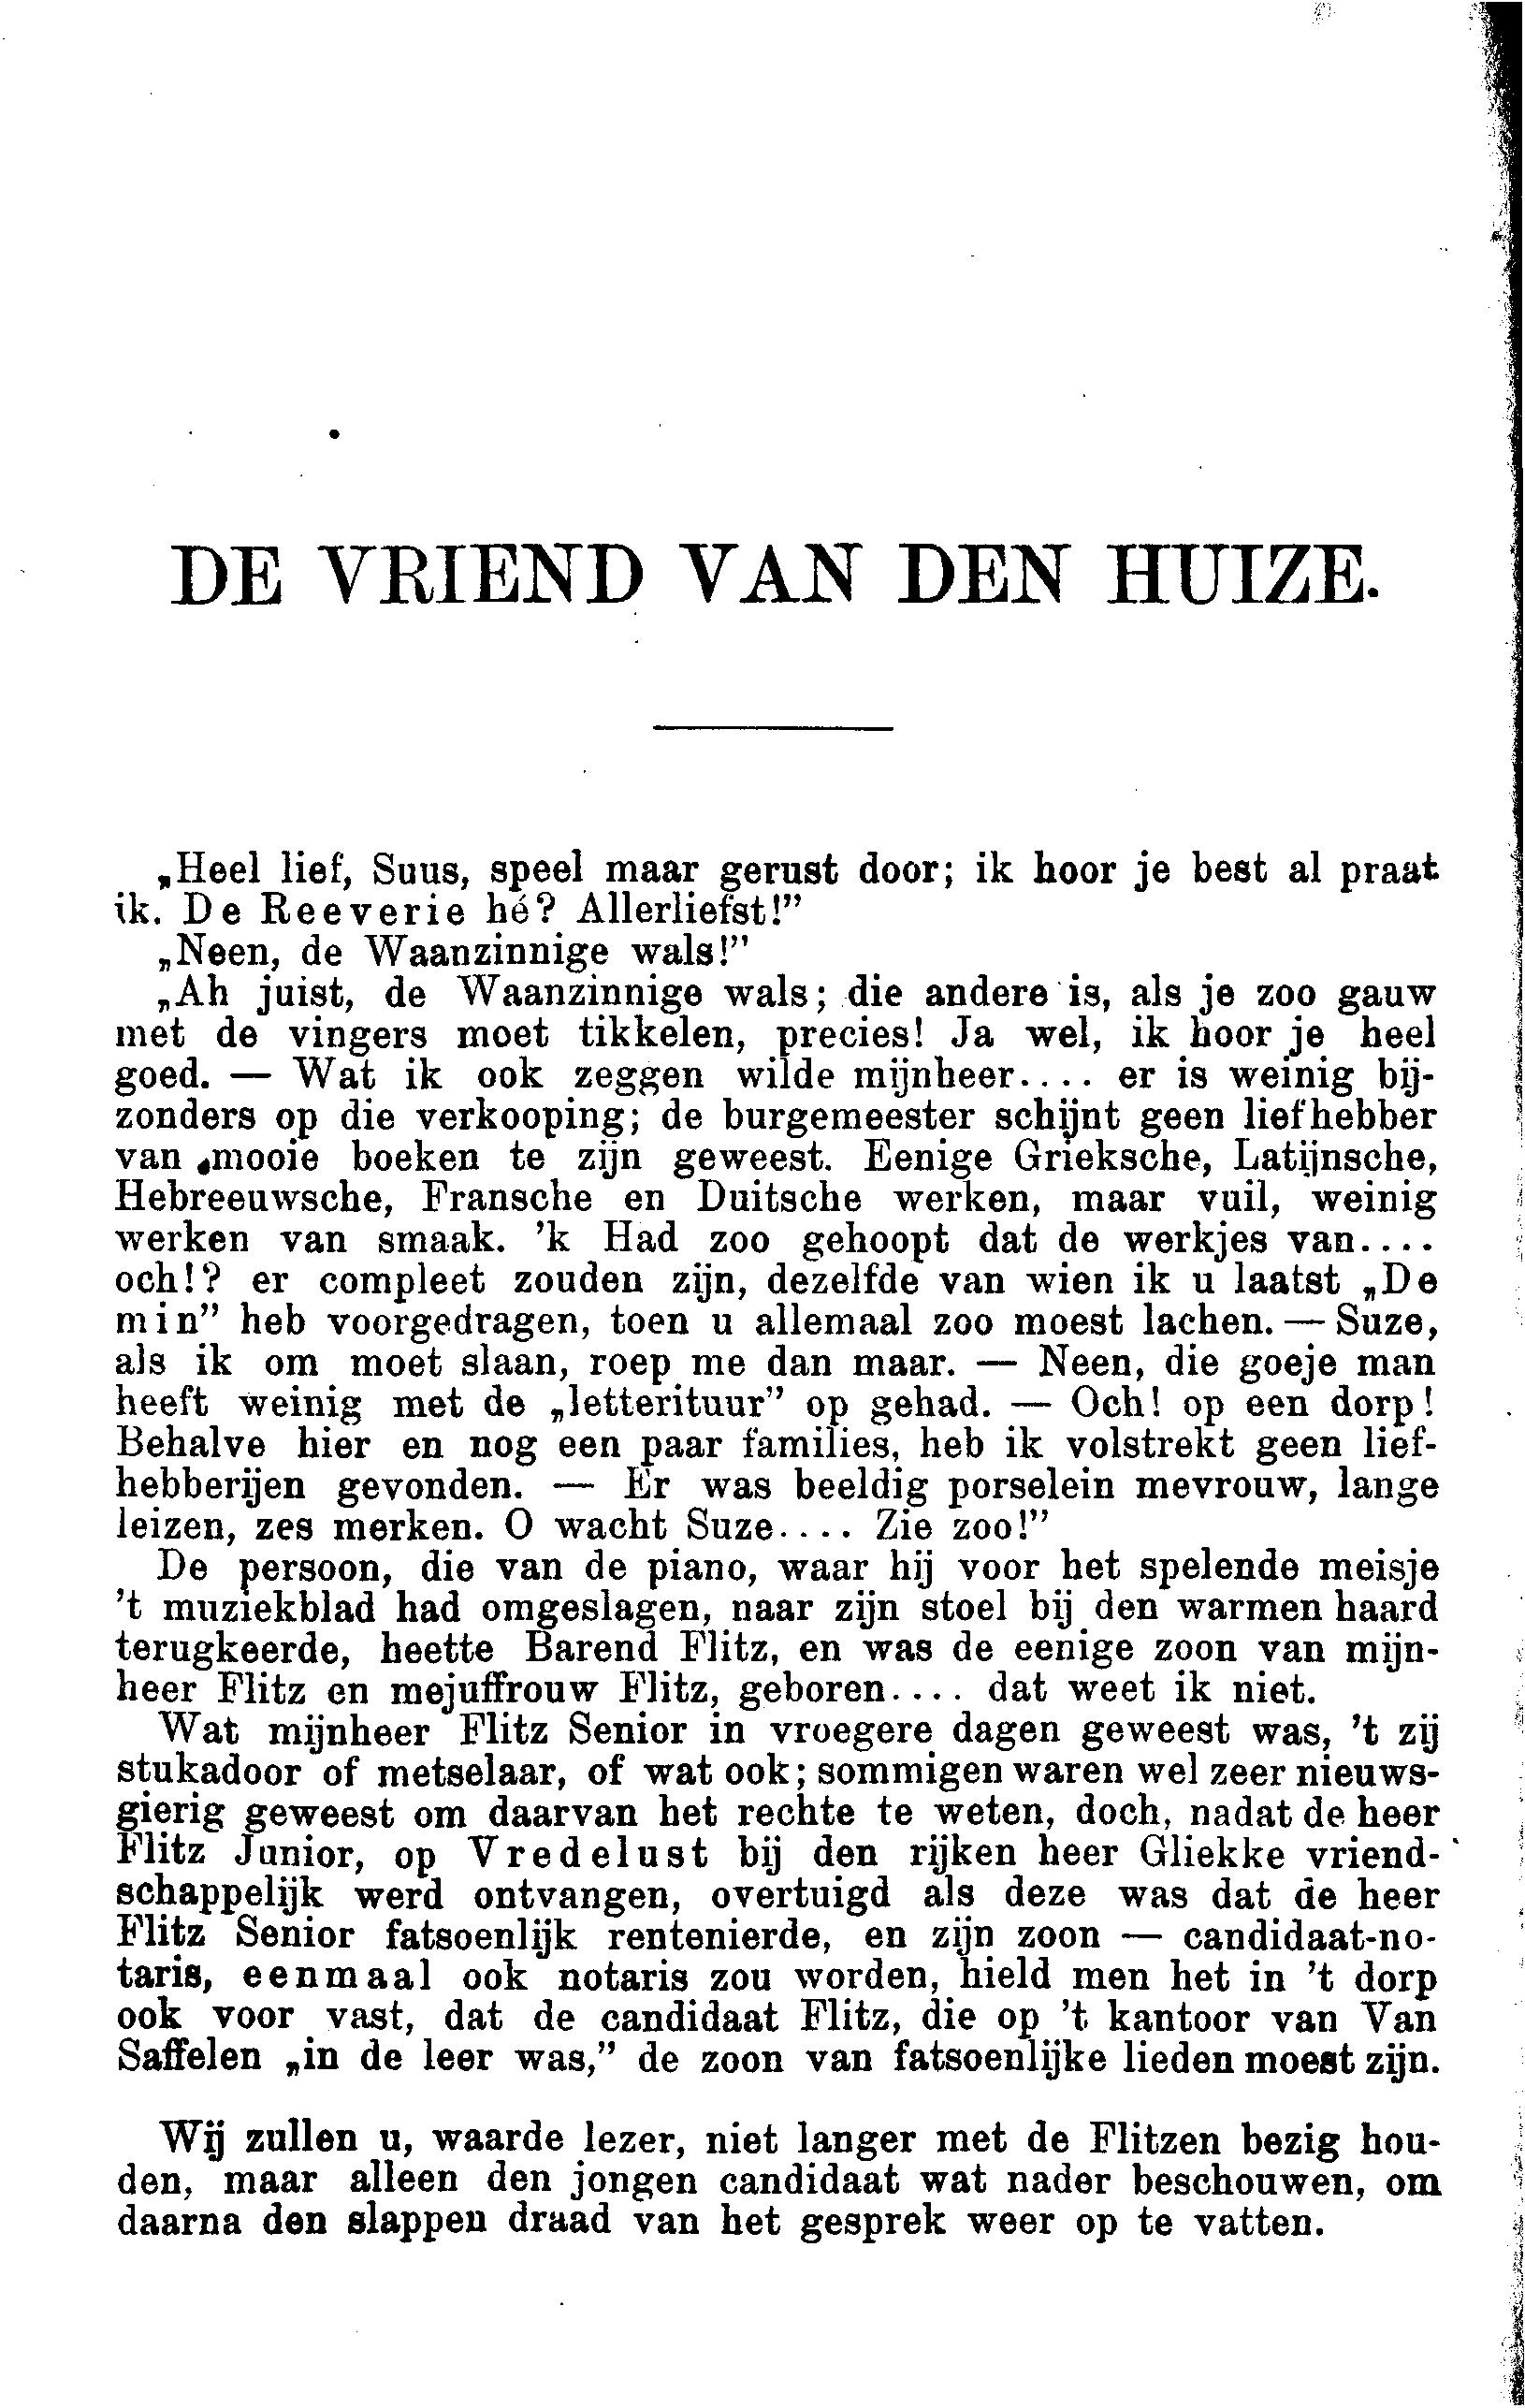 DE VRIEND VAN DEN HUIZE.
„Heel lief, Suus, speel maar gerust door; ik hoor je best al praat
ik. De Reeverie hé? Allerliefst!”
„Neen, de Waanzinnige wals!”
„Ah juist, de Waanzinnige wals; die andere is, als je zoo gauw
met de vingers moet tikkelen, precies! Ja wel, ik hoor je heel
goed. — Wat ik ook zeggen wilde mijnheer.... er is weinig bij-
zonders op die verkooping; de burgemeester schijnt geen liefhebber
van mooie boeken te zijn geweest. Eenige Grieksche, Latijnsche,
Hebreeuwsche, Fransche en Duitsche werken, maar vuil, weinig
werken van smaak. ’k Had zoo gehoopt dat de werkjes van....
och!? er compleet zouden zijn, dezelfde van wien ik u laatst „De
min” heb voorgedragen, toen u allemaal zoo moest lachen. — Suze,
als ik om moet slaan, roep me dan maar. — Neen, die goeje man
heeft weinig met de „letterituur” op gehad. — Och! op een dorp!
Behalve hier en nog een paar families, heb ik volstrekt geen lief-
hebberijen gevonden. — Er was beeldig porselein mevrouw, lange
leizen, zes merken. O wacht Suze.... Zie zoo!”
De persoon, die van de piano, waar hij voor het spelende meisje
’t muziekblad had omgeslagen, naar zijn stoel bij den warmen haard
terugkeerde, heette Barend Flitz, en was de eenige zoon van mijn-
heer Flitz en mejuffrouw Flitz, geboren.... dat weet ik niet.
Wat mijnheer Flitz Senior in vroegere dagen geweest was, ’t zij
stukadoor of metselaar, of wat ook; sommigen waren wel zeer nieuws-
gierig geweest om daarvan het rechte te weten, doch, nadat de heer
Flitz Junior, op Vredelust bij den rijken heer Gliekke vriend-
schappelijk werd ontvangen, overtuigd als deze was dat de heer
Flitz Senior fatsoenlijk rentenierde, en zijn zoon — candidaat-no-
taris, eenmaal ook notaris zou worden, hield men het in ’t dorp
ook voor vast, dat de candidaat Flitz, die op ’t kantoor van Van
Saffelen „in de leer was,” de zoon van fatsoenlijke lieden moest zijn.
Wij zullen u, waarde lezer, niet langer met de Flitzen bezig hou-
den, maar alleen den jongen candidaat wat nader beschouwen, om
daarna den slappen draad van het gesprek weer op te vatten.